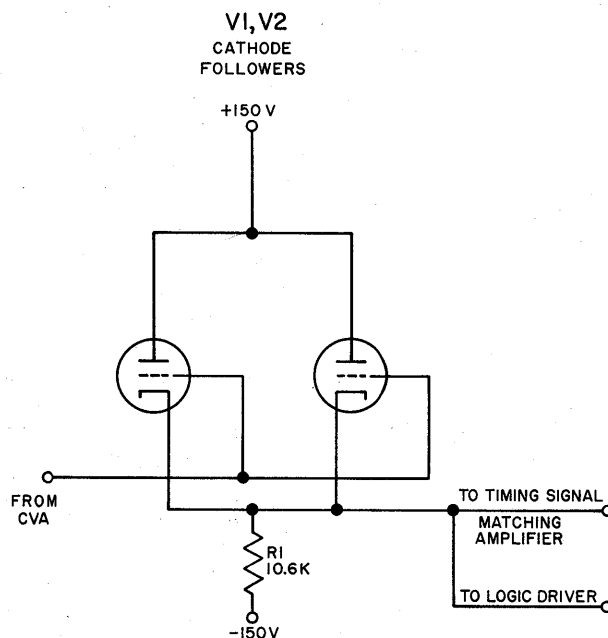 V1, V2
CATHODE
FOLLOWERS
+150 V
FROM
CVA
TO TIMING SIGNAL
MATCHING
AMPLIFIER
R1
10.6K
TO LOGIC DRIVER
-150V